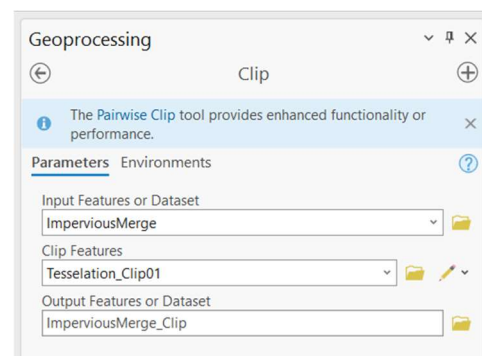 Geoprocessing
Clip
The Pairwise Clip tool provides enhanced functionality or
performance.
Parameters Environments
Input Features or Dataset
ImperviousMerge
Clip Features
Tesselation_Clip01
Output Features or Dataset
ImperviousMerge_Clip